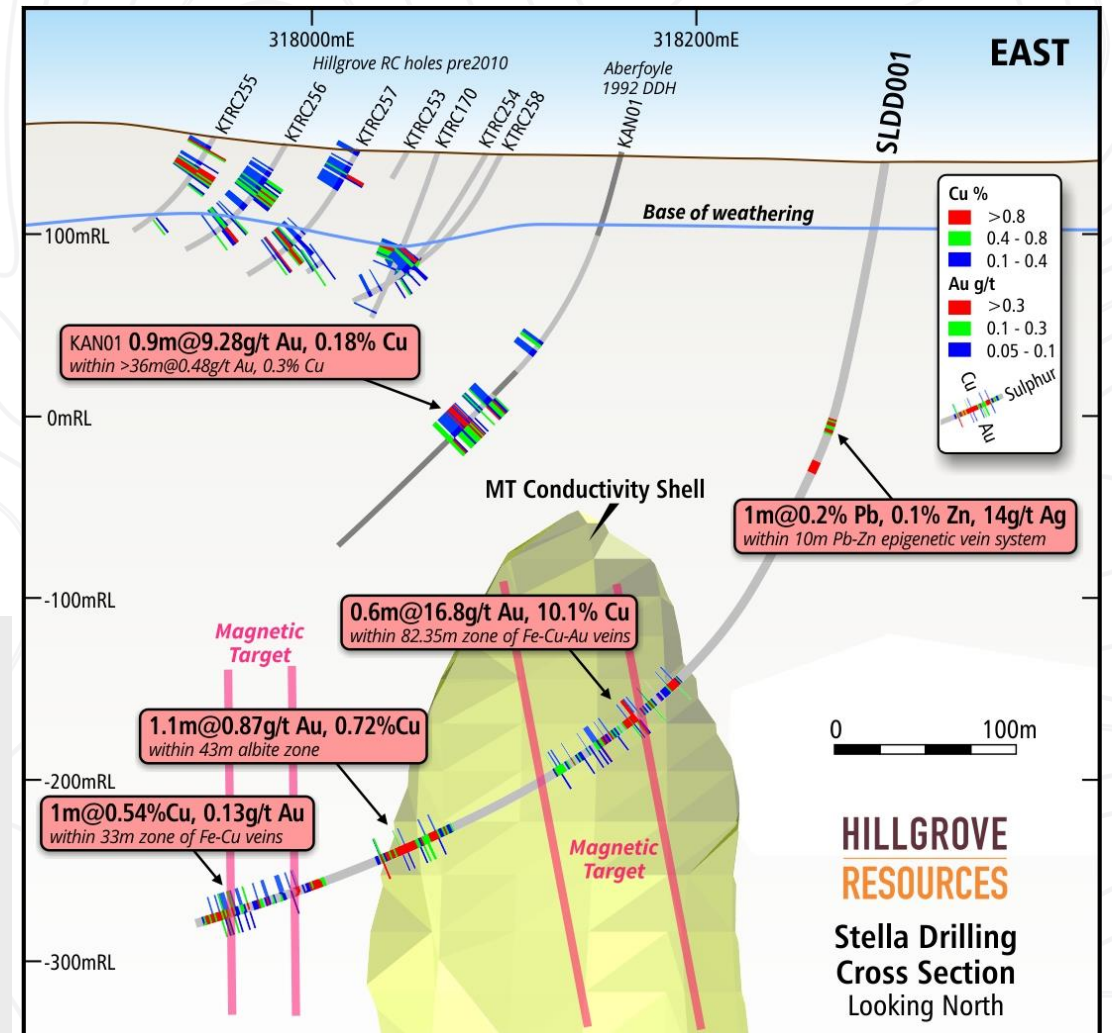 318000mE
318200mE
EAST
Hillgrove RC holes pre2010
Aberfoyle
1992 DDH
KTRC255
KTRC256
KTRC257
KTRC253
KTRC170
KTRC254
KTRC258
KAN01
SLDD001
Base of weathering
Cu %
>0.8
0.4 - 0.8
0.1 - 0.4
Au g/t
>0.3
0.1 - 0.3
0.05 - 0.1
Cu
Sulphur
Au
100mRL
KAN01 0.9m@9.28g/t Au, 0.18% Cu
within >36m@0.48g/t Au, 0.3% Cu
0mRL
MT Conductivity Shell
1m@0.2% Pb, 0.1% Zn, 14g/t Ag
within 10m Pb-Zn epigenetic vein system
-100mRL
0.6m@16.8g/t Au, 10.1% Cu
within 82.35m zone of Fe-Cu-Au veins
Magnetic
Target
1.1m@0.87g/t Au, 0.72%Cu
within 43m albite zone
0 100m
-200mRL
1m@0.54%Cu, 0.13g/t Au
within 33m zone of Fe-Cu veins
Magnetic
Target
HILLGROVE
RESOURCES
Stella Drilling
Cross Section
Looking North
-300mRL